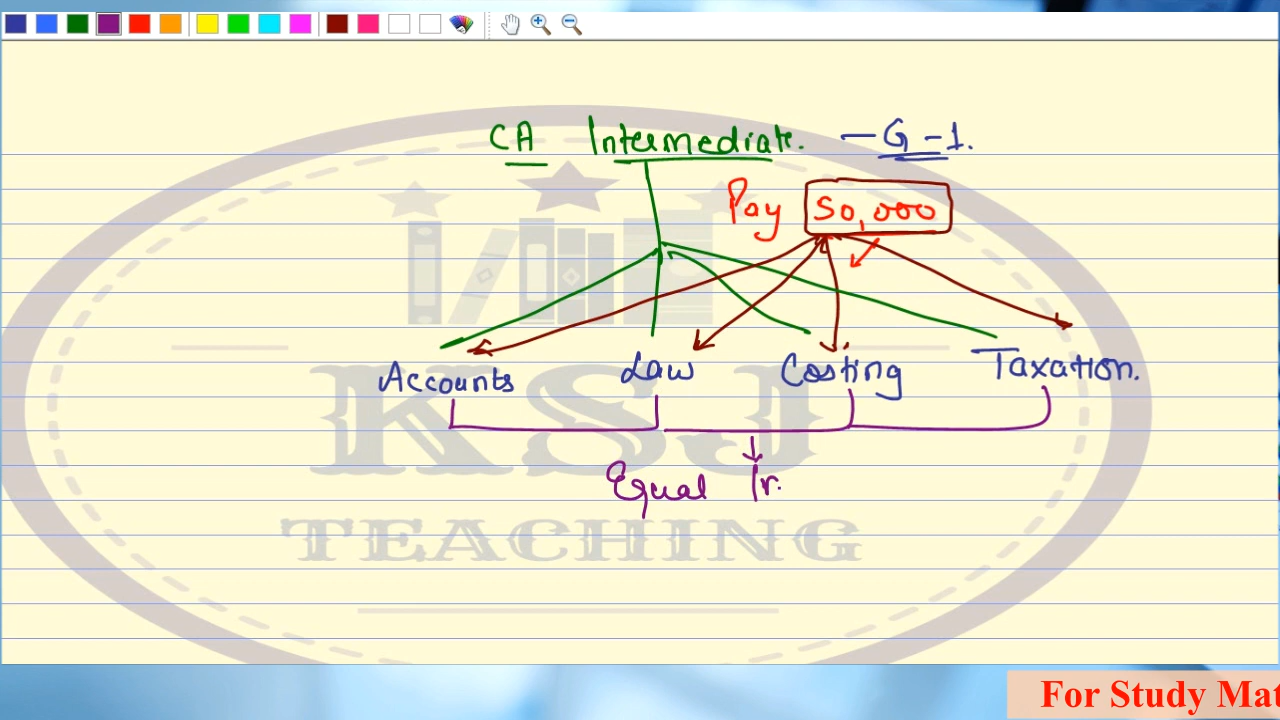 CA Intermediate. - G - 1.
Pay 50,000
Accounts Law Costing Taxation.
Equal Ir.
KSJ
TEACHING
For Study Mat